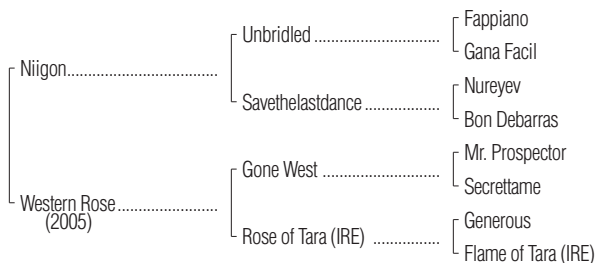 Fappiano
Unbridled
Gana Facil
Niigon
Nureyev
Savethelastdance
Bon Debarras
Mr. Prospector
Gone West
Secrettame
Western Rose
(2005)
Generous
Rose of Tara (IRE)
Flame of Tara (IRE)